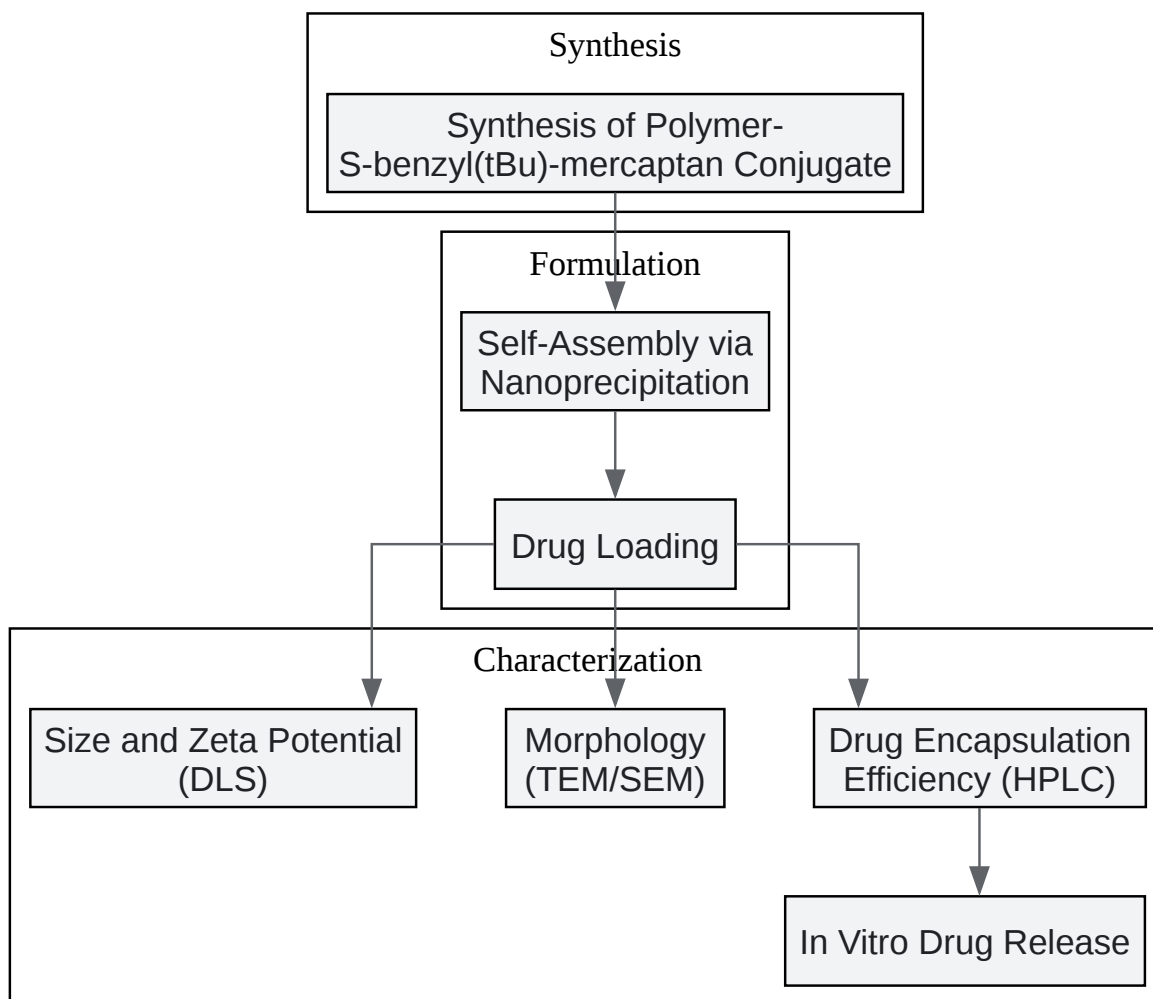 Synthesis
Synthesis of Polymer-
S-benzyl(tBu)-mercaptan Conjugate
Formulation
Self-Assembly via
Nanoprecipitation
Drug Loading
Characterization
Size and Zeta Potential
(DLS)
Morphology
(TEM/SEM)
Drug Encapsulation
Efficiency (HPLC)
In Vitro Drug Release